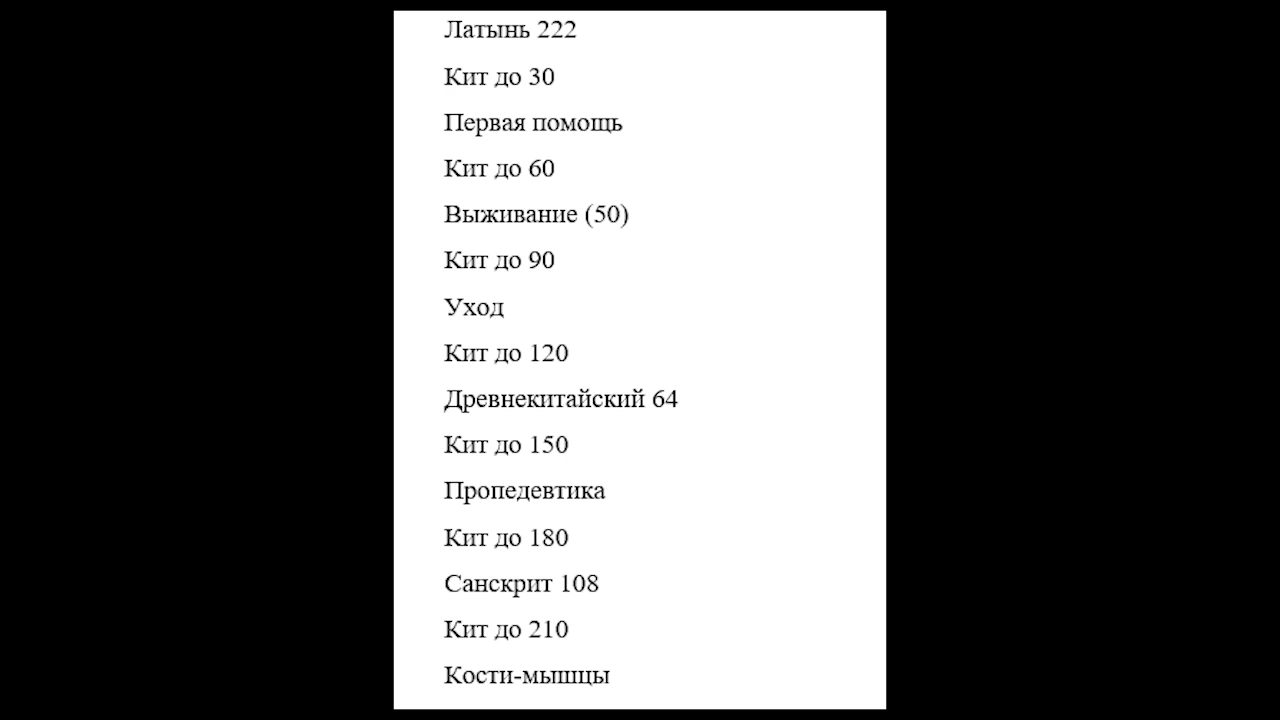 Латынь 222
Кит до 30
Первая помощь
Кит до 60
Выживание (50)
Кит до 90
Уход
Кит до 120
Древнекитайский 64
Кит до 150
Пропедевтика
Кит до 180
Санскрит 108
Кит до 210
Кости-мышцы